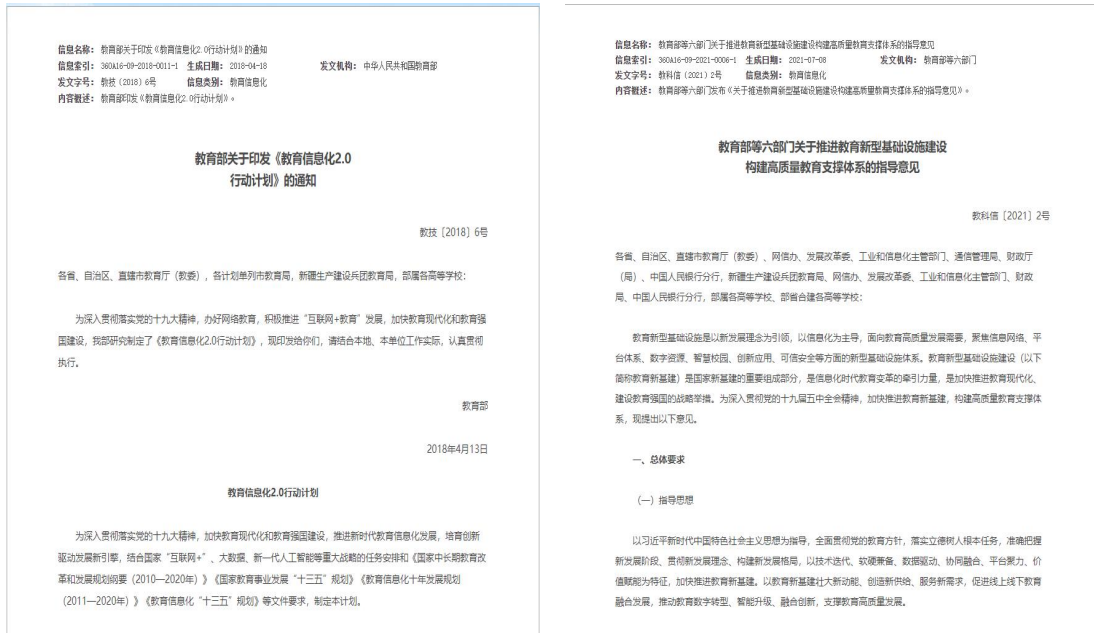 信息名称： 教育部关于印发《教育信息化2.0行动计划》的通知
信息索引： 360A16-09-2018-0011-1 生成日期： 2018-04-18 发文机构： 中华人民共和国教育部
发文字号： 教技〔2018〕6号 信息类别： 教育信息化
内容概述： 教育部印发《教育信息化2.0行动计划》。
教育部关于印发《教育信息化2.0
行动计划》的通知
教技〔2018〕6号
各省、自治区、直辖市教育厅（教委），各计划单列市教育局，新疆生产建设兵团教育局，部属各高等学校：
为深入贯彻落实党的十九大精神，办好网络教育，积极推进“互联网+教育”发展，加快教育现代化和教育强
国建设，我部研究制定了《教育信息化2.0行动计划》，现印发给你们，请结合本地、本单位工作实际，认真贯彻
执行。
教育部
2018年4月13日
教育信息化2.0行动计划
为深入贯彻落实党的十九大精神，加快教育现代化和教育强国建设，推进新时代教育信息化发展，培育创新
驱动发展新引擎，结合国家“互联网+”、大数据、新一代人工智能等重大战略的任务安排和《国家中长期教育改
革和发展规划纲要（2010—2020年）》《国家教育事业发展“十三五”规划》《教育信息化十年发展规划
（2011—2020年）》《教育信息化“十三五”规划》等文件要求，制定本计划。
信息名称： 教育部等六部门关于推进教育新型基础设施建设构建高质量教育支撑体系的指导意见
信息索引： 360A16-09-2021-0006-1 生成日期： 2021-07-08 发文机构： 教育部等六部门
发文字号： 教科信〔2021〕2号 信息类别： 教育信息化
内容概述： 教育部等六部门发布《关于推进教育新型基础设施建设构建高质量教育支撑体系的指导意见》。
教育部等六部门关于推进教育新型基础设施建设
构建高质量教育支撑体系的指导意见
教科信〔2021〕2号
各省、自治区、直辖市教育厅（教委）、网信办、发展改革委、工业和信息化主管部门、通信管理局、财政厅
（局）、中国人民银行分行，新疆生产建设兵团教育局、网信办、发展改革委、工业和信息化主管部门、财政
局、中国人民银行分行，部属各高等学校、部省合建各高等学校：
教育新型基础设施是以新发展理念为引领，以信息化为主导，面向教育高质量发展需要，聚焦信息网络、平
台体系、数字资源、智慧校园、创新应用、可信安全等方面的新型基础设施体系。教育新型基础设施建设（以下
简称教育新基建）是国家新基建的重要组成部分，是信息化时代教育变革的牵引力量，是加快推进教育现代化、
建设教育强国的战略举措。为深入贯彻党的十九届五中全会精神，加快推进教育新基建，构建高质量教育支撑体
系，现提出以下意见。
一、总体要求
（一）指导思想
以习近平新时代中国特色社会主义思想为指导，全面贯彻党的教育方针，落实立德树人根本任务，准确把握
新发展阶段、贯彻新发展理念、构建新发展格局，以技术迭代、软硬兼备、数据驱动、协同融合、平台聚力、价
值赋能为特征，加快推进教育新基建。以教育新基建壮大新动能、创造新供给、服务新需求，促进线上线下教育
融合发展，推动教育数字转型、智能升级、融合创新，支撑教育高质量发展。